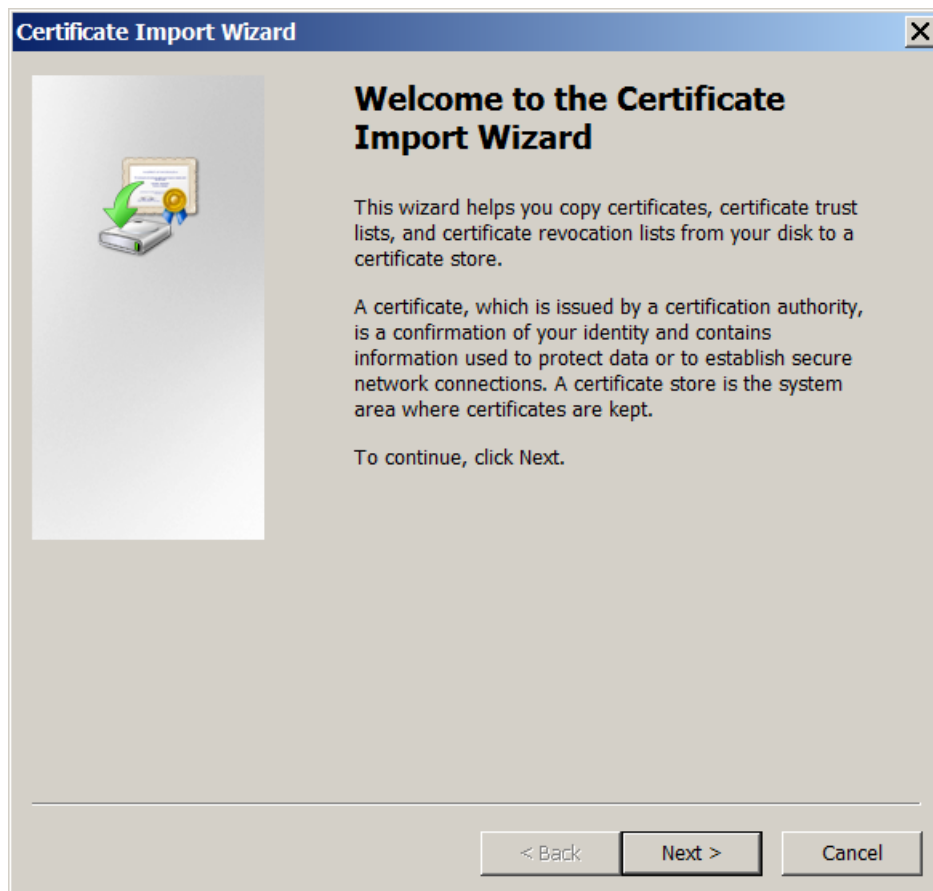 Certificate Import Wizard
Welcome to the Certificate
Import Wizard
This wizard helps you copy certificates, certificate trust
lists, and certificate revocation lists from your disk to a
certificate store.
A certificate, which is issued by a certification authority,
is a confirmation of your identity and contains
information used to protect data or to establish secure
network connections. A certificate store is the system
area where certificates are kept.
To continue, click Next.
< Back
Next >
Cancel